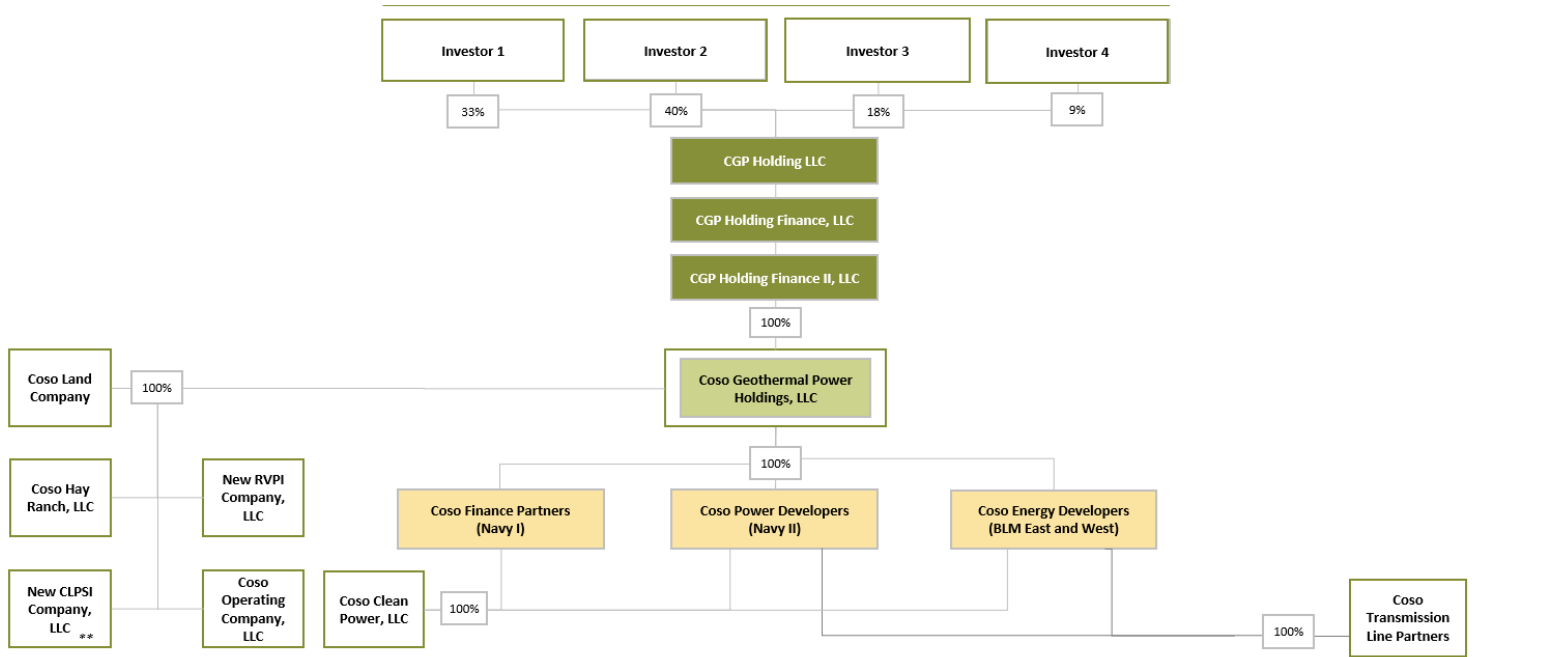 Investor 1
Investor 2
Investor 3
Investor 4
33%
40%
18%
9%
CGP Holding LLC
CGP Holding Finance, LLC
CGP Holding Finance II, LLC
100%
Coso Land
Company
100%
Coso Geothermal Power
Holdings, LLC
100%
Coso Hay
Ranch, LLC
New RVPI
Company,
LLC
Coso Finance Partners
(Navy I)
Coso Power Developers
(Navy II)
Coso Energy Developers
(BLM East and West)
New CLPSI
Company,
LLC **
Coso
Operating
Company,
LLC
Coso Clean
Power, LLC
100%
100%
Coso
Transmission
Line Partners